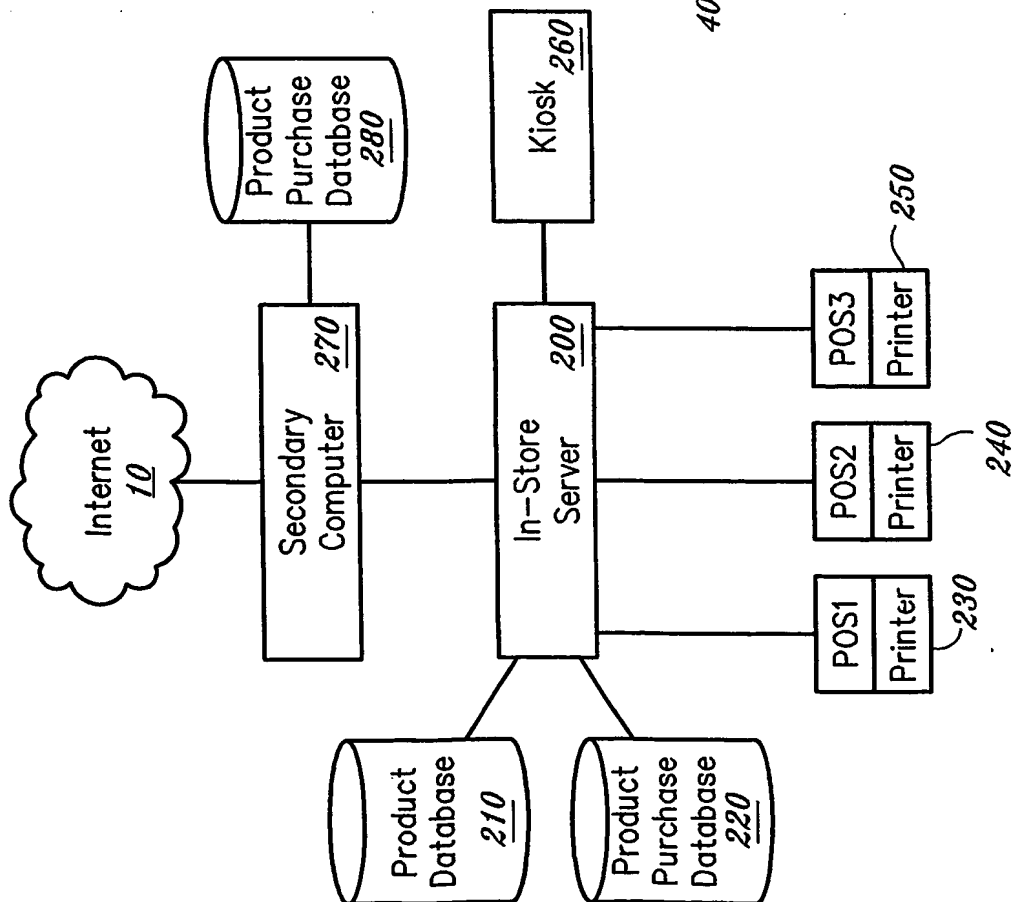 Internet
10
Secondary
Computer
270
Product
Purchase
Database
280
Product
Database
210
In-Store
Server
200
Kiosk
260
Product
Purchase
Database
220
POS1
Printer
230
POS2
Printer
240
POS3
Printer
250
40